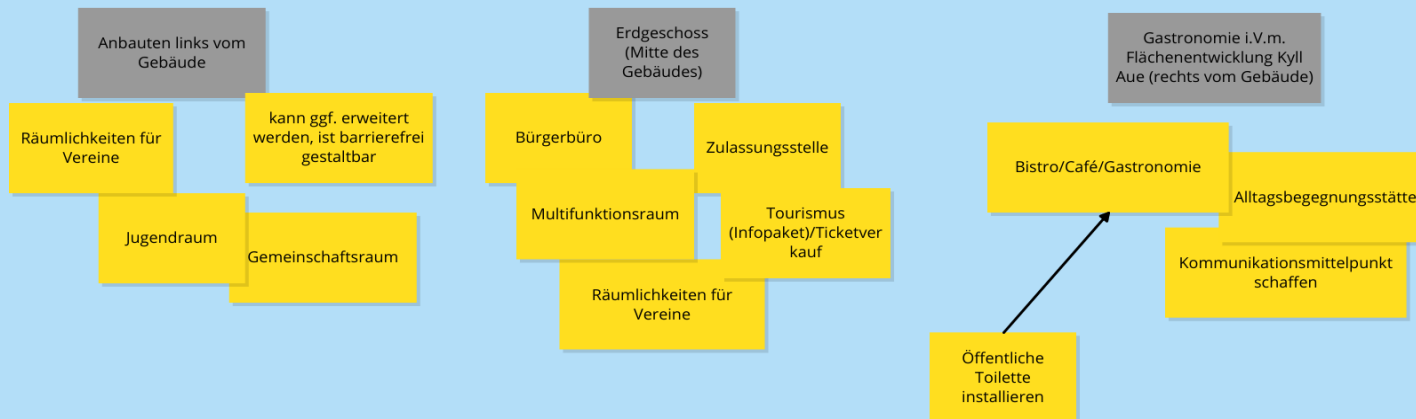 Anbauten links vom
Gebäude
Räumlichkeiten für
Vereine
kann ggf. erweitert
werden, ist barrierefrei
gestaltbar
Jugendraum
Gemeinschaftsraum
Erdgeschoss
(Mitte des
Gebäudes)
Bürgerbüro
Zulassungsstelle
Multifunktionsraum
Tourismus
(Infopaket)/Ticketver
kauf
Räumlichkeiten für
Vereine
Gastronomie i.V.m.
Flächenentwicklung Kyll
Aue (rechts vom Gebäude)
Bistro/Café/Gastronomie
Alltagsbegegnungsstätte
Kommunikationsmittelpunkt
schaffen
Öffentliche
Toilette
installieren